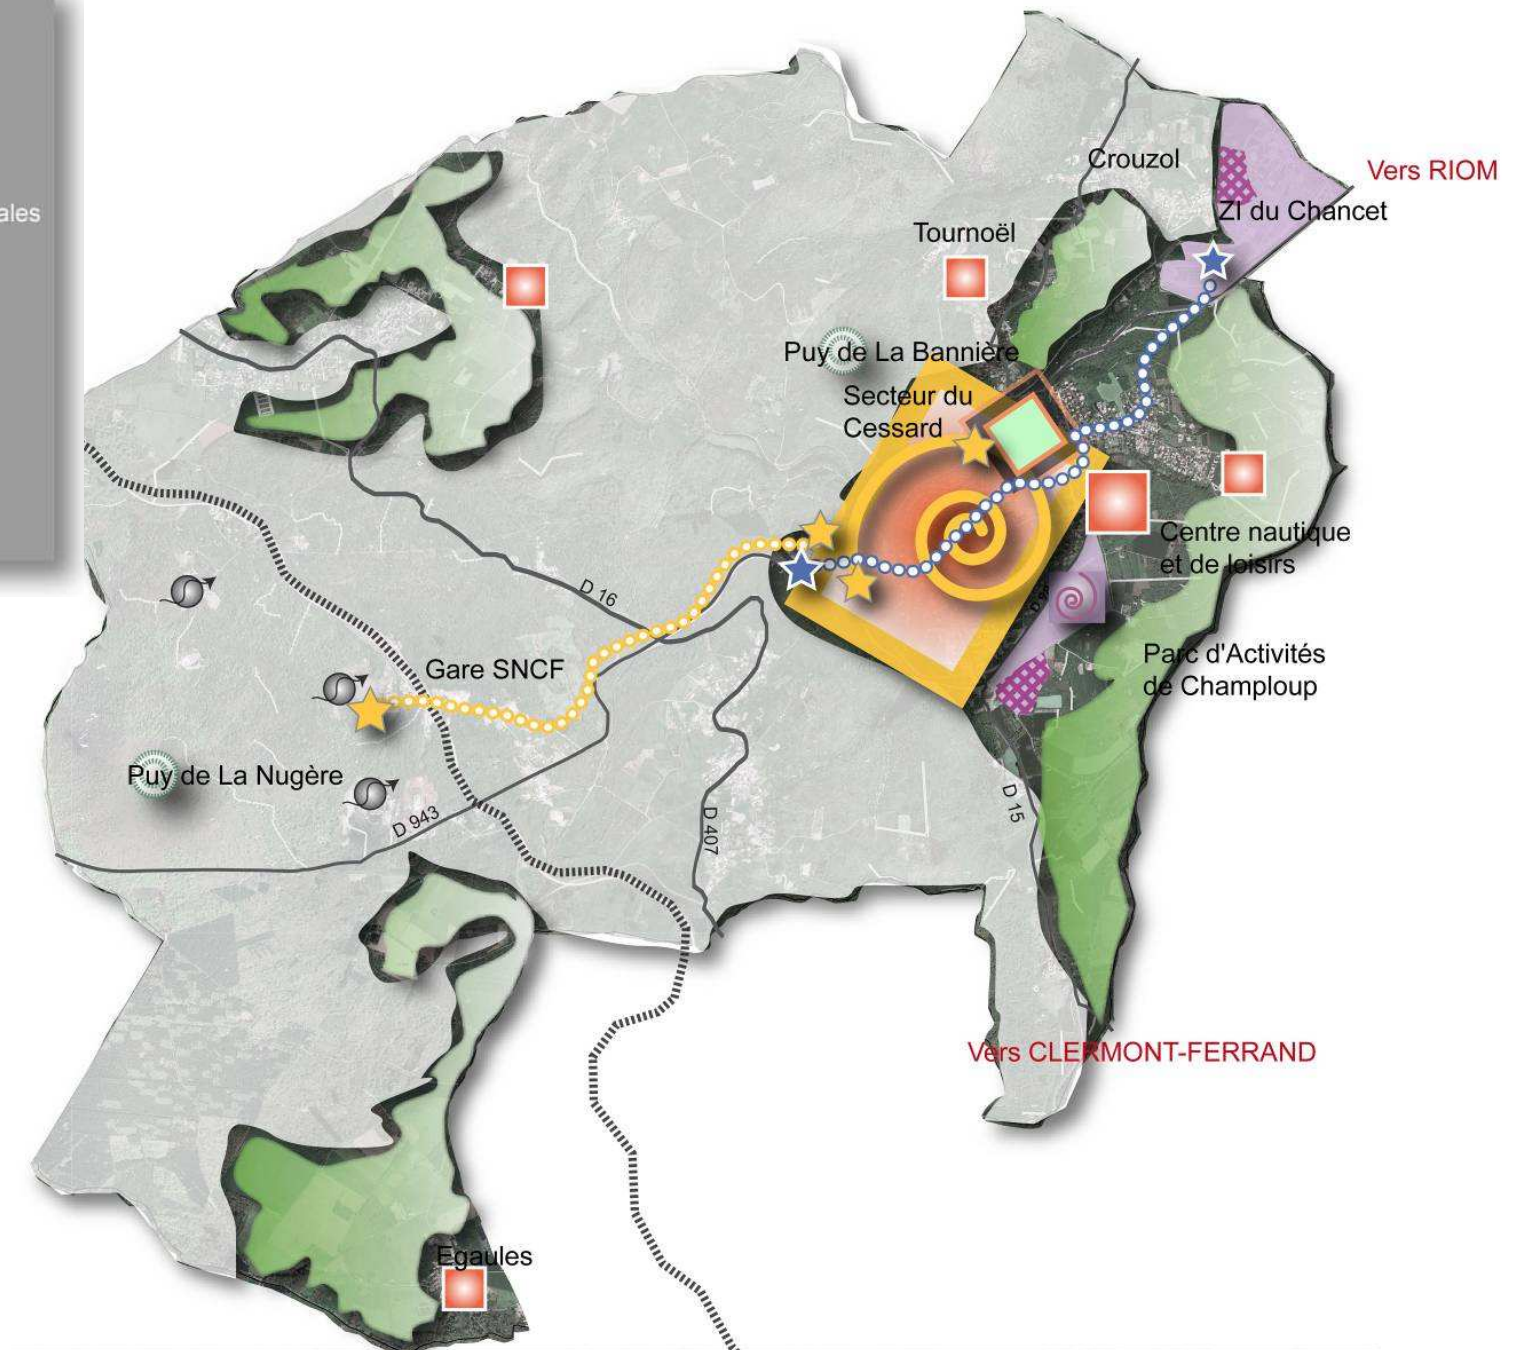 ales
Crouzol
Vers RIOM
ZI du Chancet
Tournoël
Puy de La Bannière
Secteur du
Cessard
Centre nautique
et de loisirs
D 16
Gare SNCF
Parc d'Activités
de Champloup
Puy de La Nugère
D 943
D 407
D 15
Vers CLERMONT-FERRAND
Egaules